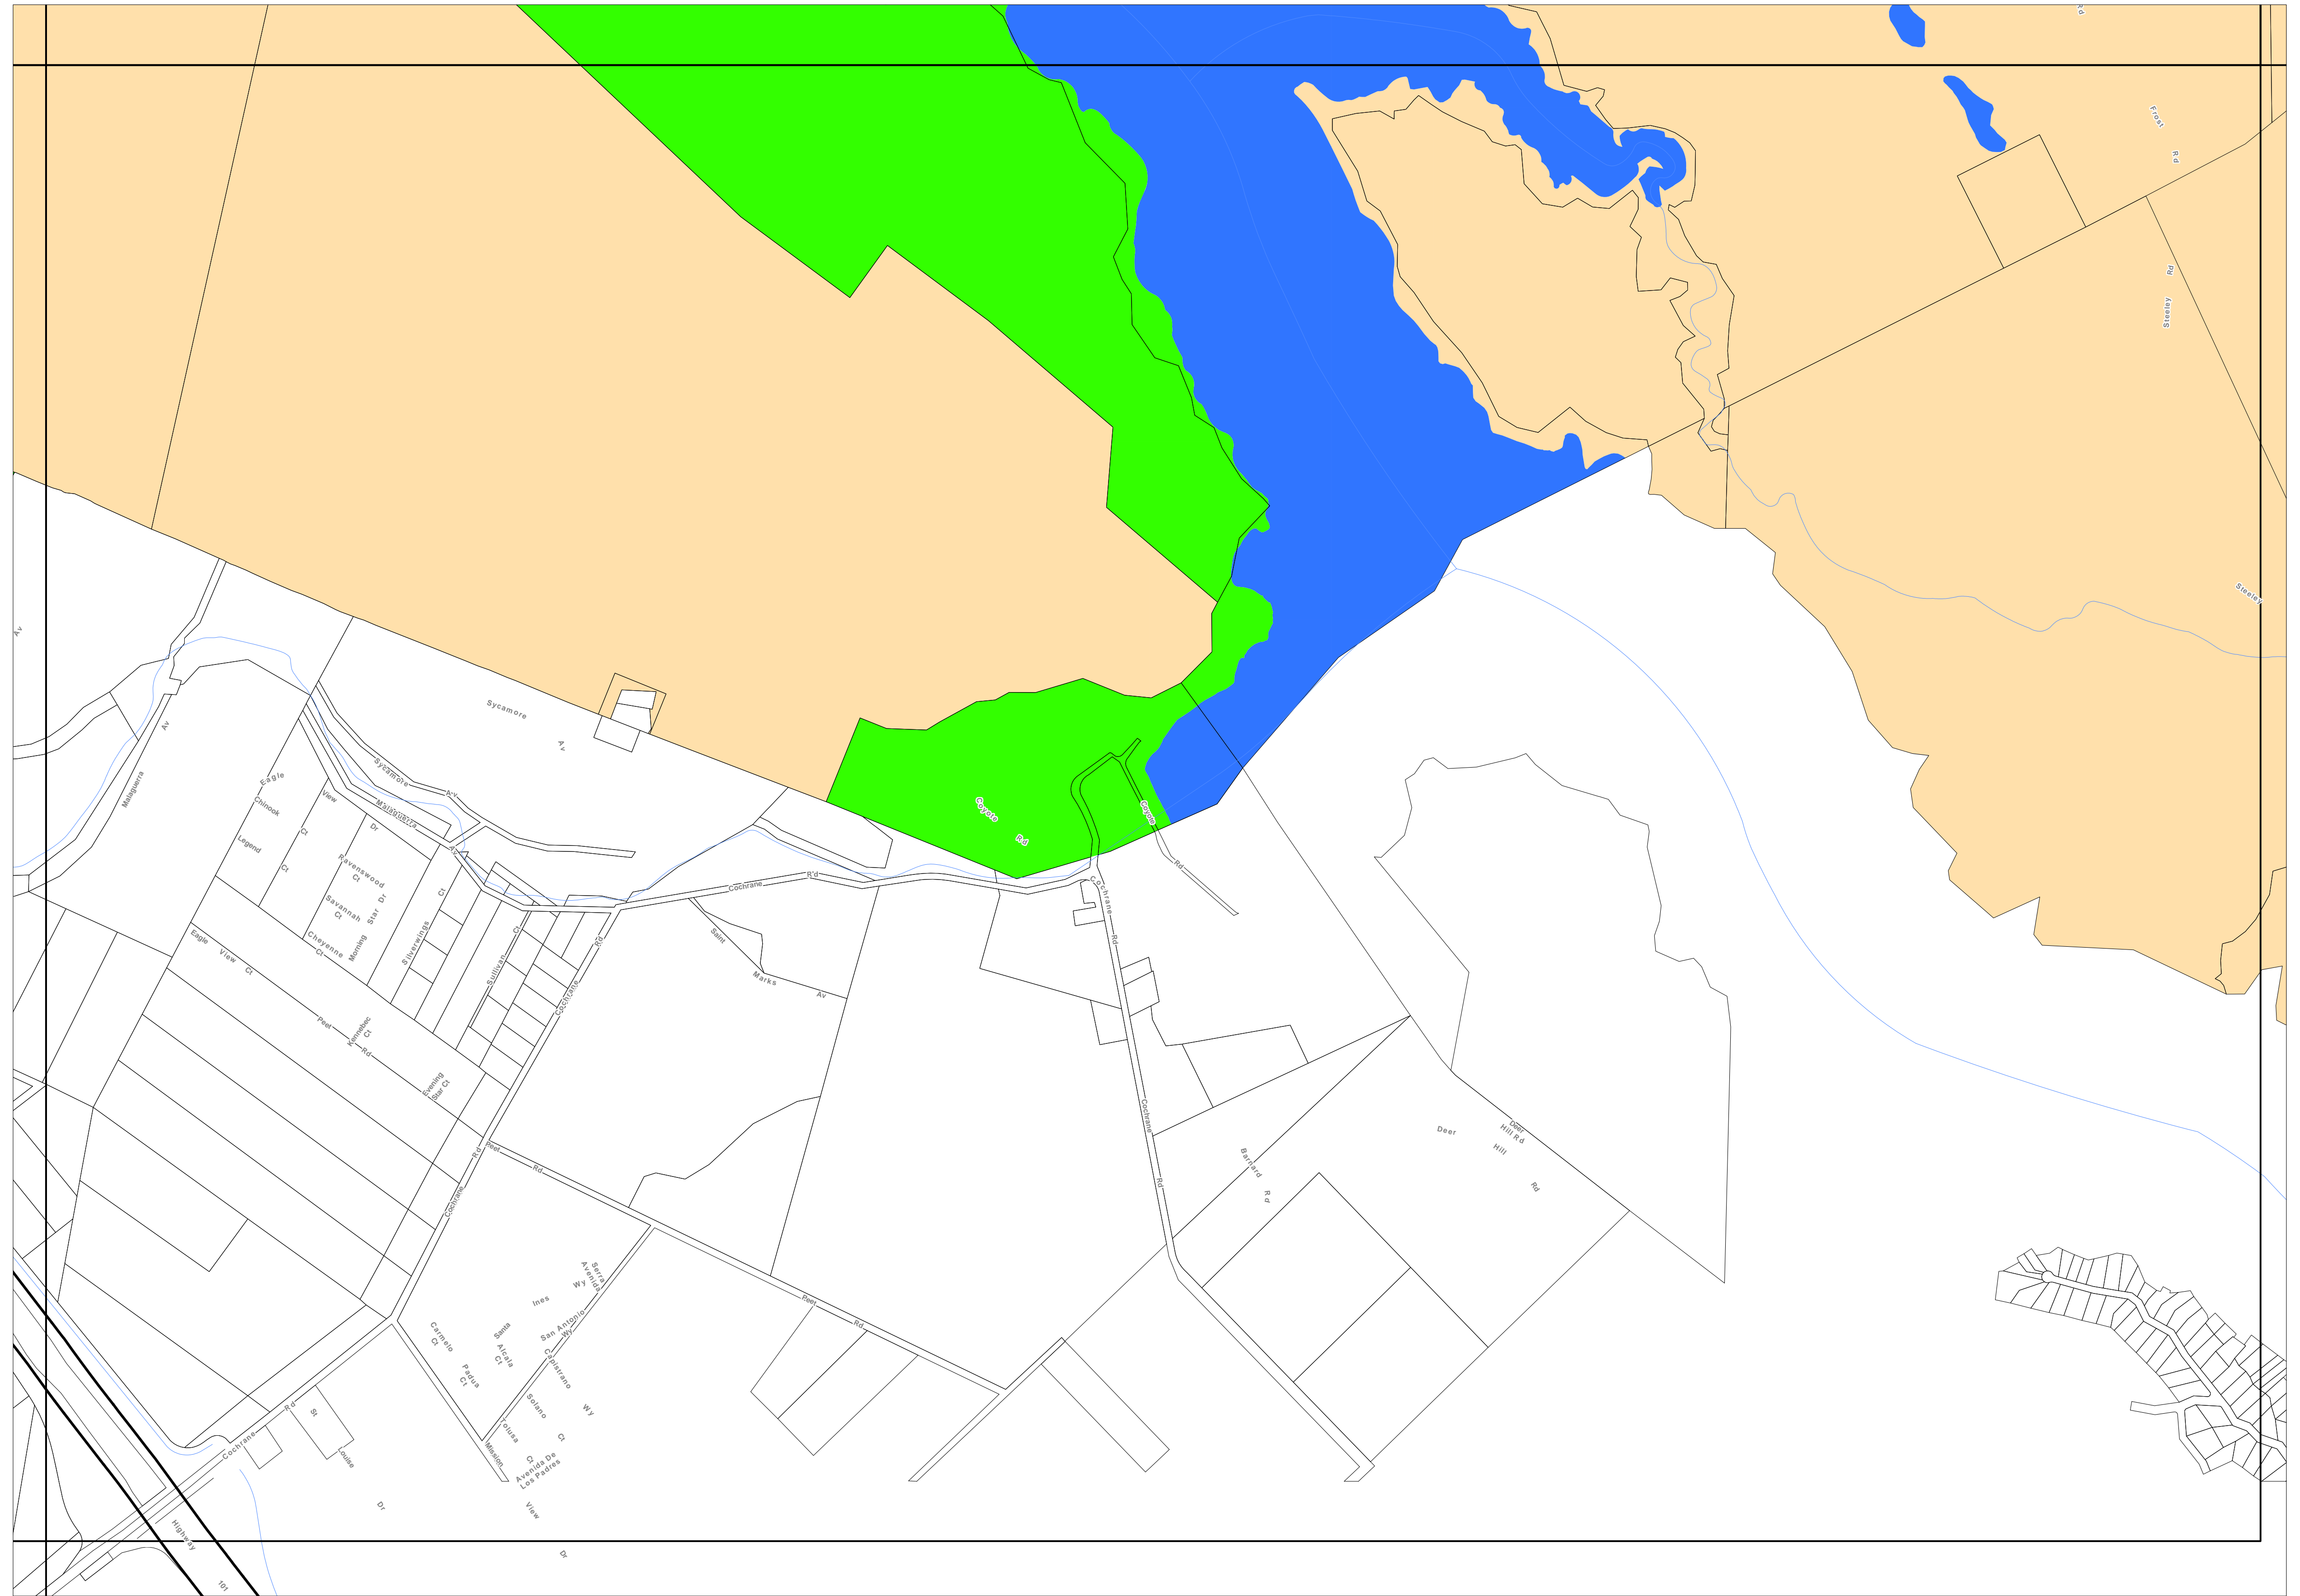 Rd
Frost
Rd
Steeley Rd
Steeley
Av
Sycamore
Av
Av
Malaguerra
Sycamore
Av
Eagle
View
Dr
Chinook
Ct
Legend
Ct
Malaguerra
Av
Ravenswood
Ct
Savannah
Ct
Cheyenne
Ct
Morning Star Dr
Silverwings
Ct
Sullivan
Ct
Coyote
Rd
Coyote
Rd
Cochrane
Rd
Cochrane
Rd
Cochrane
Rd
Saint
Marks
Av
Eagle
View
Ct
Peet
Rd
Kennebec
Ct
Evening
Star Ct
Cochrane
Rd
Cochrane
Rd
Peet
Rd
Barnard
Rd
Deer
Hill
Rd
Deer
Hill Rd
Serra
Avenida
Santa
Ines
Wy
San Antonio
Wy
Carmelo
Ct
Alcala
Ct
Padua
Ct
Capistrano
Wy
Solano
Ct
Tolusa
Ct
Mission
View
Dr
Avenida De
Los Padres
Peet
Rd
Cochrane
Rd
St
Louise
Dr
Highway
101